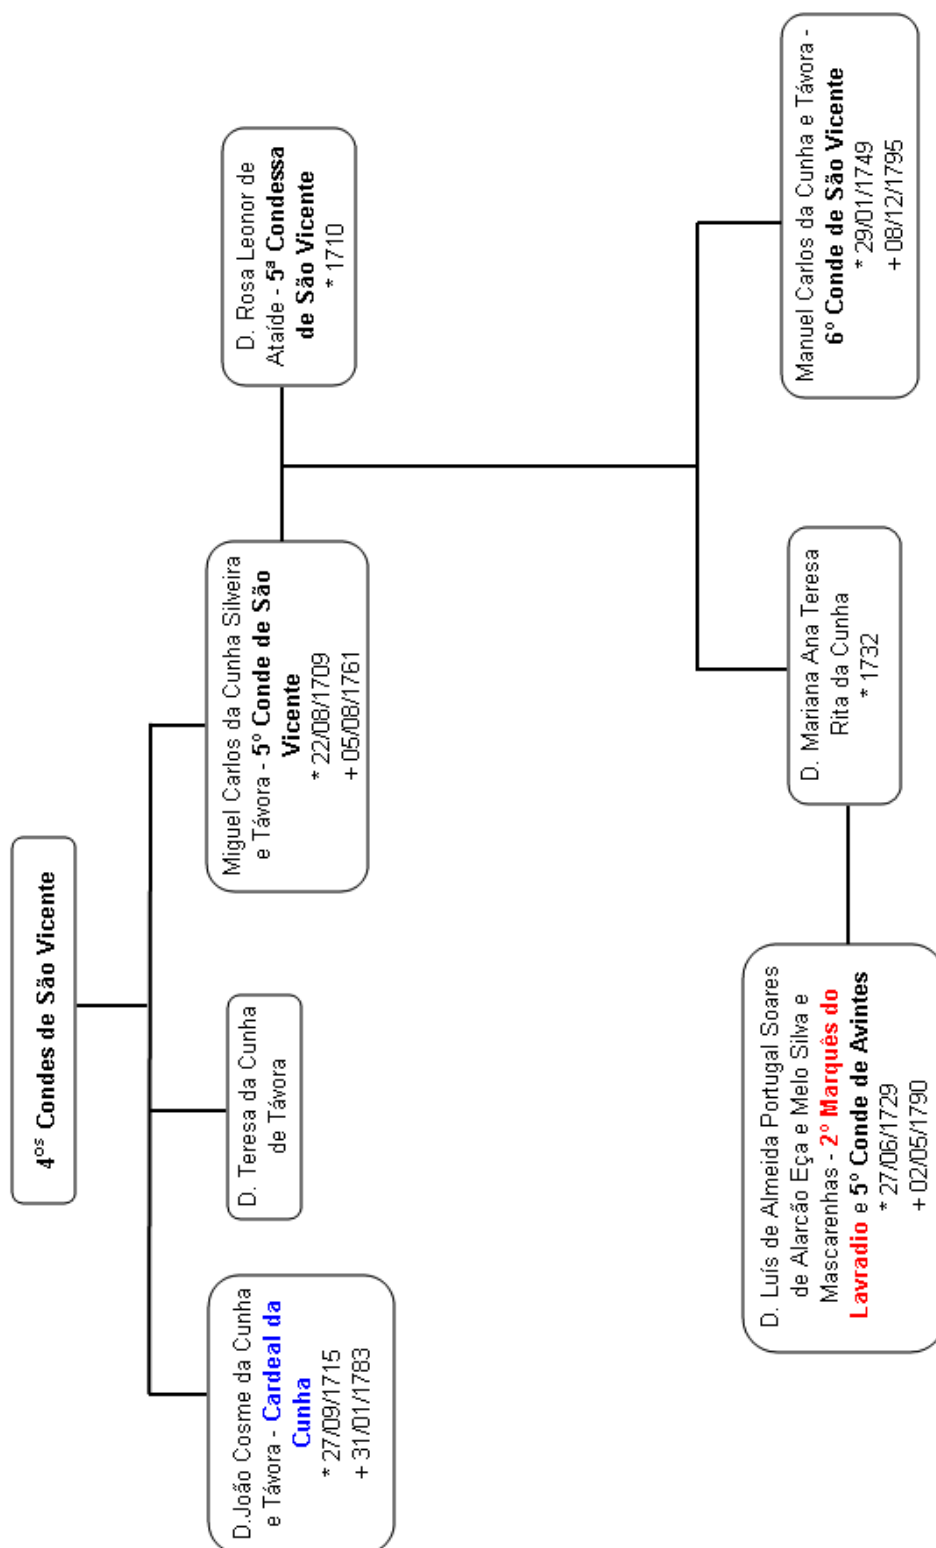 4ºˢ Condes de São Vicente
D.João Cosme da Cunha
e Távora - Cardeal da
Cunha
* 27/09/1715
+ 31/01/1783
D. Teresa da Cunha
de Távora
Miguel Carlos da Cunha Silveira
e Távora - 5º Conde de São
Vicente
* 22/08/1709
+ 05/08/1761
D. Rosa Leonor de
Ataíde - 5ª Condessa
de São Vicente
* 1710
D. Luís de Almeida Portugal Soares
de Alarcão Eça e Melo Silva e
Mascarenhas - 2º Marquês do
Lavradio e 5º Conde de Avintes
* 27/06/1729
+ 02/05/1790
D. Mariana Ana Teresa
Rita da Cunha
* 1732
Manuel Carlos da Cunha e Távora -
6º Conde de São Vicente
* 29/01/1749
+ 08/12/1795